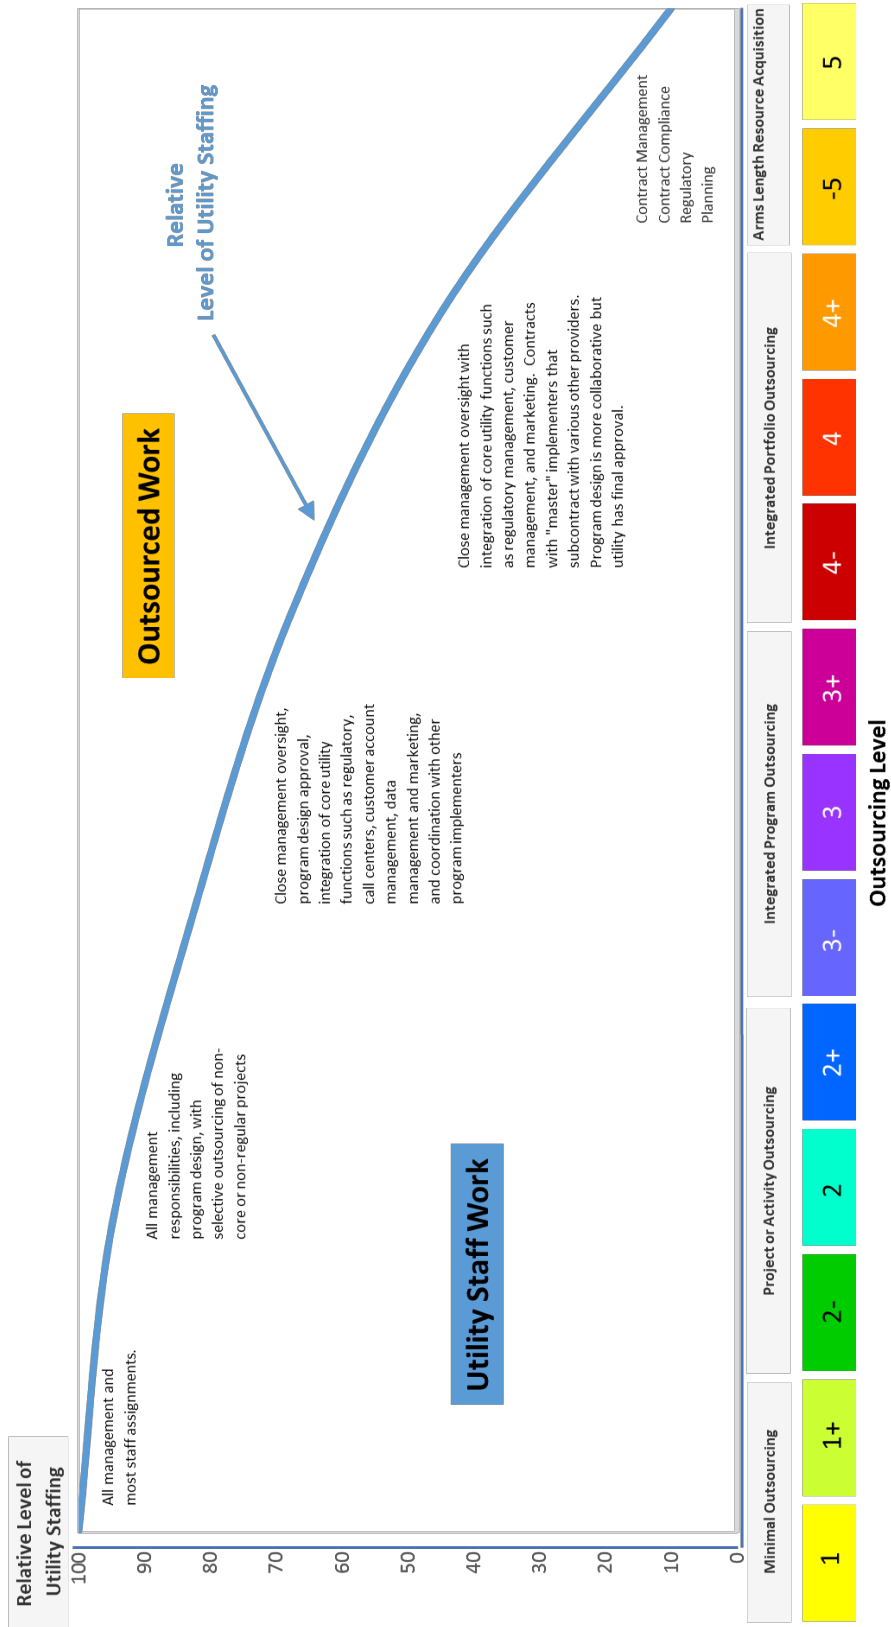 Relative Level of
Utility Staffing
100
90
80
70
60
50
40
30
20
10
0
Outsourced Work
Relative
Level of Utility Staffing
All management and
most staff assignments.
All management
responsibilities, including
program design, with
selective outsourcing of non-
core or non-regular projects
Close management oversight,
program design approval,
integration of core utility
functions such as regulatory,
call centers, customer account
management, data
management and marketing,
and coordination with other
program implementers
Close management oversight with
integration of core utility functions such
as regulatory management, customer
management, and marketing. Contracts
with "master" implementers that
subcontract with various other providers.
Program design is more collaborative but
utility has final approval.
Contract Management
Contract Compliance
Regulatory
Planning
Utility Staff Work
Minimal Outsourcing
Project or Activity Outsourcing
Integrated Program Outsourcing
Integrated Portfolio Outsourcing
Arms Length Resource Acquisition
1
1+
2-
2
2+
3-
3
3+
4-
4
4+
-5
5
Outsourcing Level